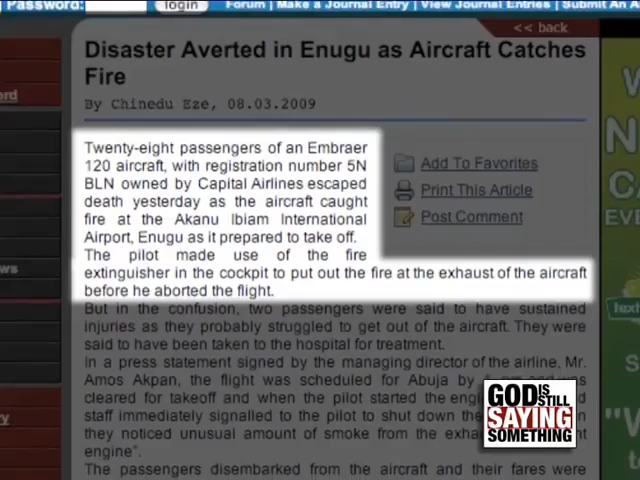 Password:
login
Forum | Make a Journal Entry | View Journal Entries | Submit An
<< back
Disaster Averted in Enugu as Aircraft Catches
Fire
By Chinedu Eze, 08.03.2009
Twenty-eight passengers of an Embraer
120 aircraft, with registration number 5N
BLN owned by Capital Airlines escaped
death yesterday as the aircraft caught
fire at the Akanu Ibiam International
Airport, Enugu as it prepared to take off.
The pilot made use of the fire
extinguisher in the cockpit to put out the fire at the exhaust of the aircraft
before he aborted the flight.
Add To Favorites
Print This Article
Post Comment
But in the confusion, two passengers were said to have sustained
injuries as they probably struggled to get out of the aircraft. They were
said to have been taken to the hospital for treatment.
In a press statement signed by the managing director of the airline, Mr.
Amos Akpan, the flight was scheduled for Abuja by
cleared for takeoff and when the pilot started the
staff immediately signalled to the pilot to shut down the
they noticed unusual amount of smoke from the
engine".
The passengers disembarked from the aircraft and their fares were
GOD IS STILL
SAYING
SOMETHING